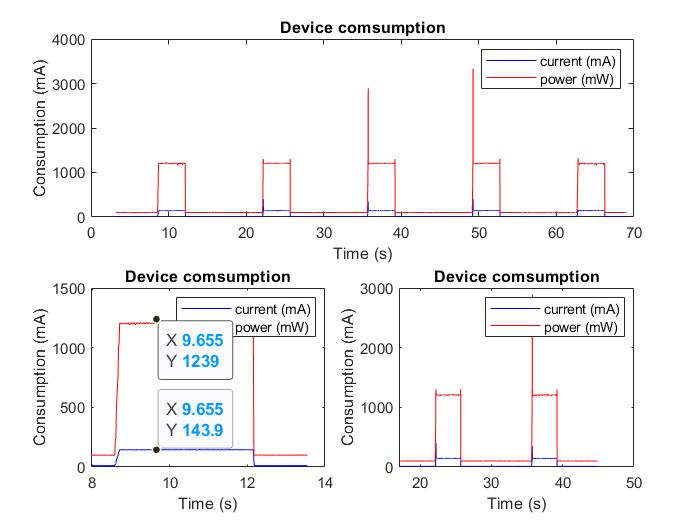 Device comsumption
Consumption (mA)
4000
3000
2000
1000
0
current (mA)
power (mW)
0 10 20 30 40 50 60 70
Time (s)
Device comsumption
Consumption (mA)
1500
1000
500
0
current (mA)
power (mW)
X 9.655
Y 1239
X 9.655
Y 143.9
8 10 12 14
Time (s)
Device comsumption
Consumption (mA)
3000
2000
1000
0
current (mA)
power (mW)
20 30 40 50
Time (s)